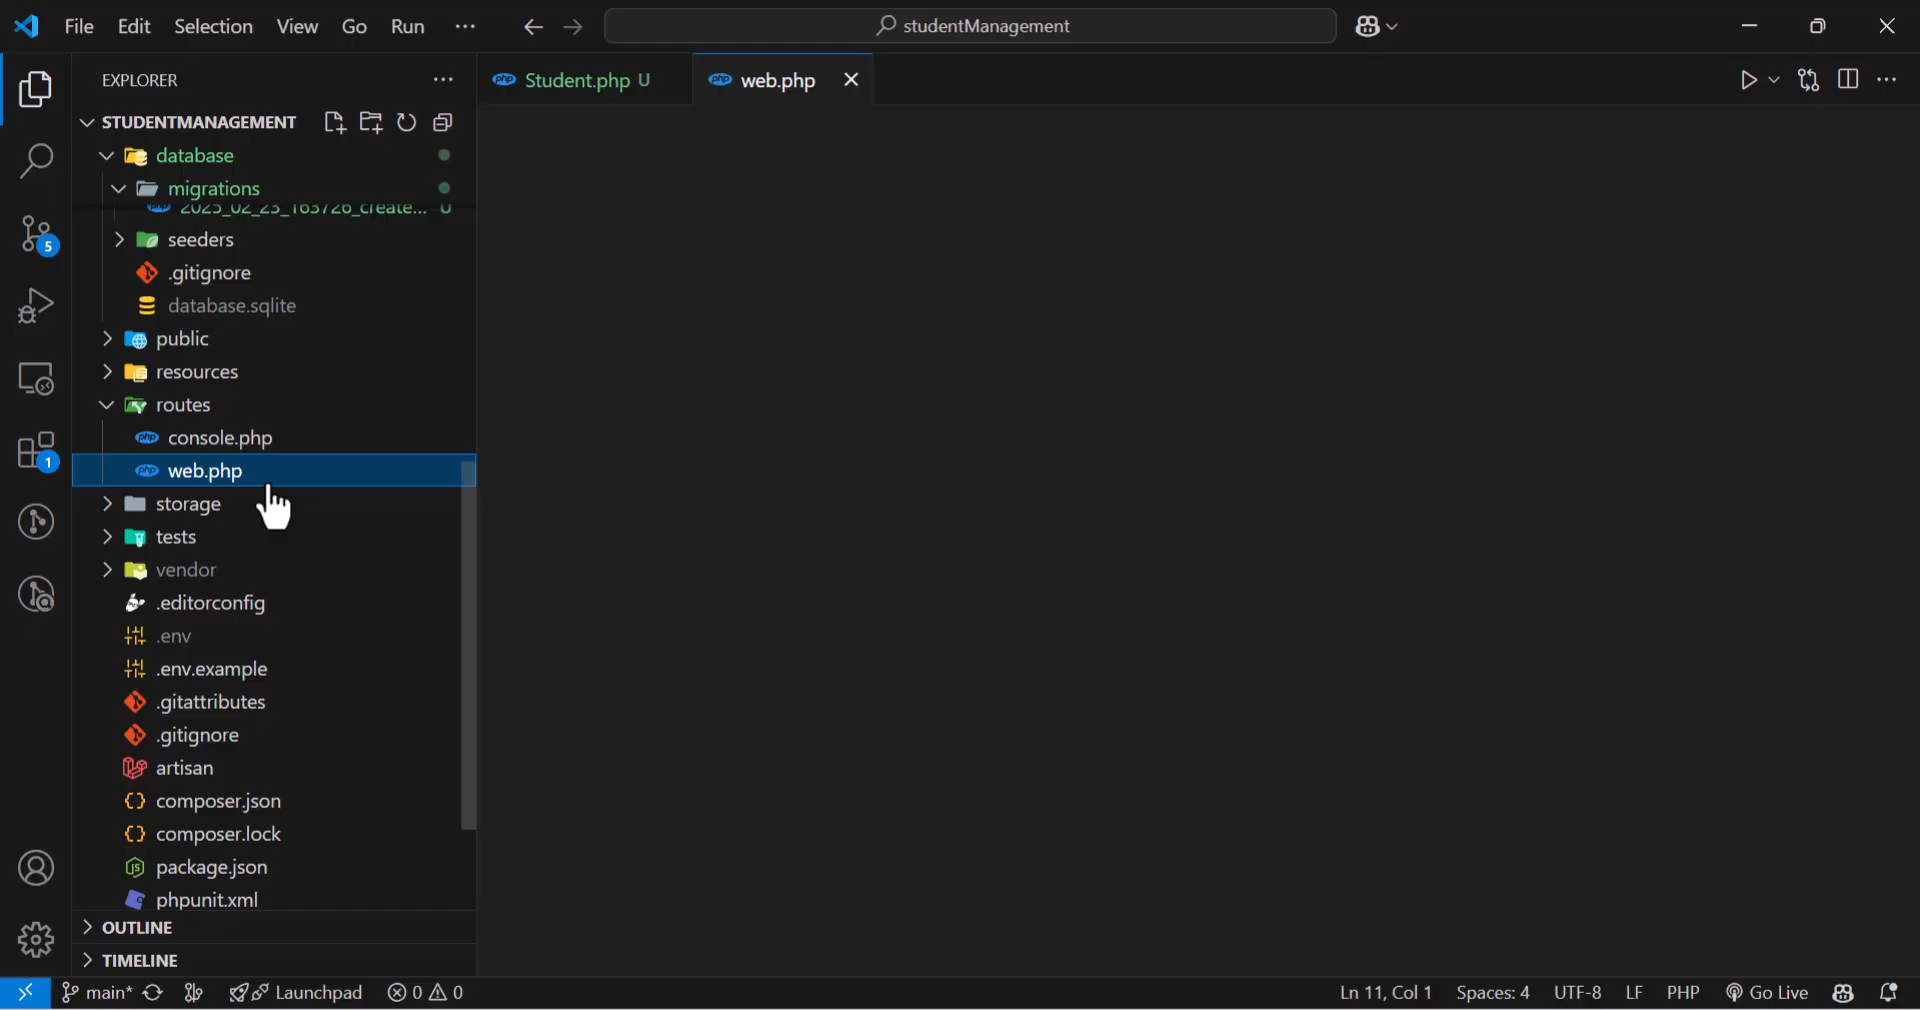 File Edit Selection View Go Run
studentManagement
EXPLORER
Student.php U
web.php
STUDENTMANAGEMENT
database
migrations
2025_02_23_163726_create... U
seeders
.gitignore
database.sqlite
public
resources
routes
console.php
web.php
storage
tests
vendor
.editorconfig
.env
.env.example
.gitattributes
.gitignore
artisan
composer.json
composer.lock
package.json
phpunit.xml
OUTLINE
TIMELINE
5
1
main* Launchpad 0 0 Ln 11, Col 1 Spaces: 4 UTF-8 LF PHP Go Live